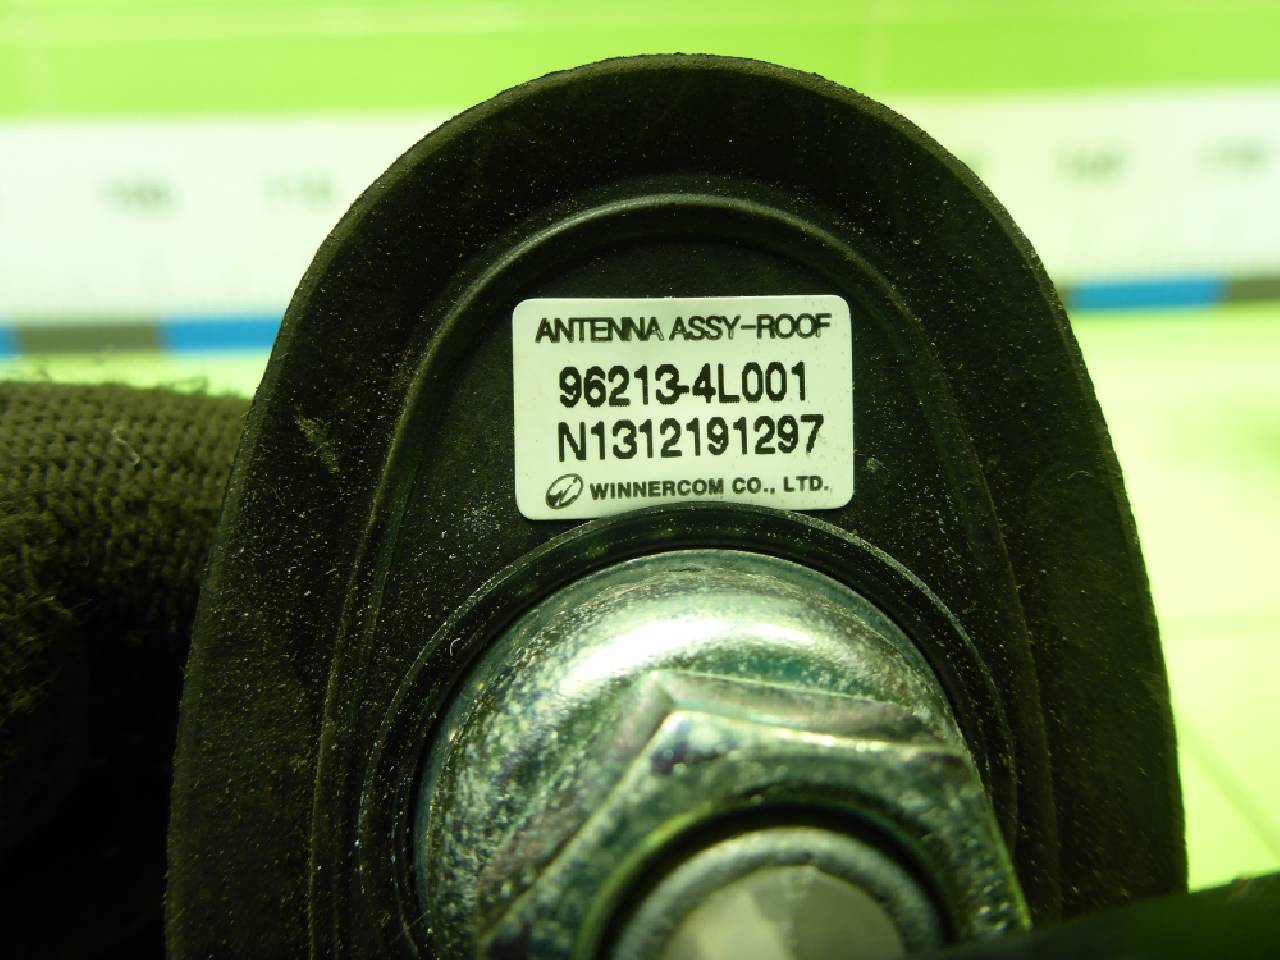 ANTENNA ASSY-ROOF
96213-4L001
N1312191297
WINNERCOM CO., LTD.